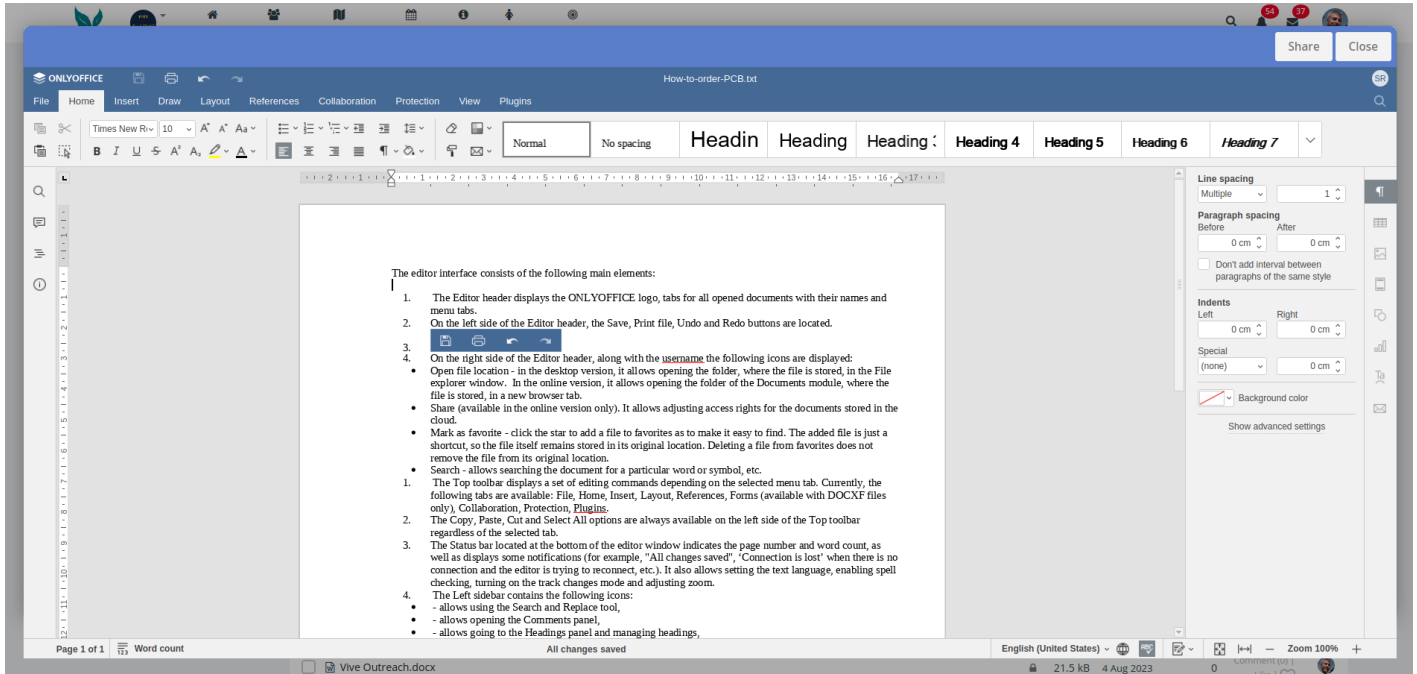 54 37
Share Close
ONLYOFFICE How-to-order-PCB.txt SR
File Home Insert Draw Layout References Collaboration Protection View Plugins
Times New R 10 Normal No spacing Headin Heading Heading Heading 4 Heading 5 Heading 6 Heading 7
The editor interface consists of the following main elements:
1. The Editor header displays the ONLYOFFICE logo, tabs for all opened documents with their names and
menu tabs.
2. On the left side of the Editor header, the Save, Print file, Undo and Redo buttons are located.
3.
4. On the right side of the Editor header, along with the username the following icons are displayed:
• Open file location - in the desktop version, it allows opening the folder, where the file is stored, in the File
explorer window. In the online version, it allows opening the folder of the Documents module, where the
file is stored, in a new browser tab.
• Share (available in the online version only). It allows adjusting access rights for the documents stored in the
cloud.
• Mark as favorite - click the star to add a file to favorites as to make it easy to find. The added file is just a
shortcut, so the file itself remains stored in its original location. Deleting a file from favorites does not
remove the file from its original location.
• Search - allows searching the document for a particular word or symbol, etc.
1. The Top toolbar displays a set of editing commands depending on the selected menu tab. Currently, the
following tabs are available: File, Home, Insert, Layout, References, Forms (available with DOCXF files
only), Collaboration, Protection, Plugins.
2. The Copy, Paste, Cut and Select All options are always available on the left side of the Top toolbar
regardless of the selected tab.
3. The Status bar located at the bottom of the editor window indicates the page number and word count, as
well as displays some notifications (for example, "All changes saved", ‘Connection is lost’ when there is no
connection and the editor is trying to reconnect, etc.). It also allows setting the text language, enabling spell
checking, turning on the track changes mode and adjusting zoom.
4. The Left sidebar contains the following icons:
• - allows using the Search and Replace tool,
• - allows opening the Comments panel,
• - allows going to the Headings panel and managing headings,
Line spacing
Multiple 1
Paragraph spacing
Before After
0 cm 0 cm
Don't add interval between
paragraphs of the same style
Indents
Left Right
0 cm 0 cm
Special
(none) 0 cm
Background color
Show advanced settings
Page 1 of 1 Word count All changes saved English (United States) Zoom 100%
Vive Outreach.docx 21.5 kB 4 Aug 2023 0 Comment (0) |